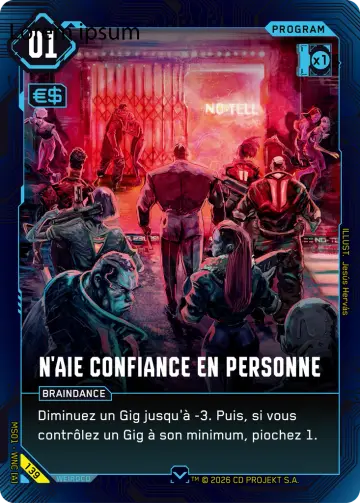 Lorem ipsum
01
PROGRAM
x1
€$
NO TELL
ILLUST. Jesús Hervás
N'AIE CONFIANCE EN PERSONNE
BRAINDANCE
Diminuez un Gig jusqu'à -3. Puis, si vous
contrôlez un Gig à son minimum, piochez 1.
139
WEIRDCO
™ © 2026 CD PROJEKT S.A.